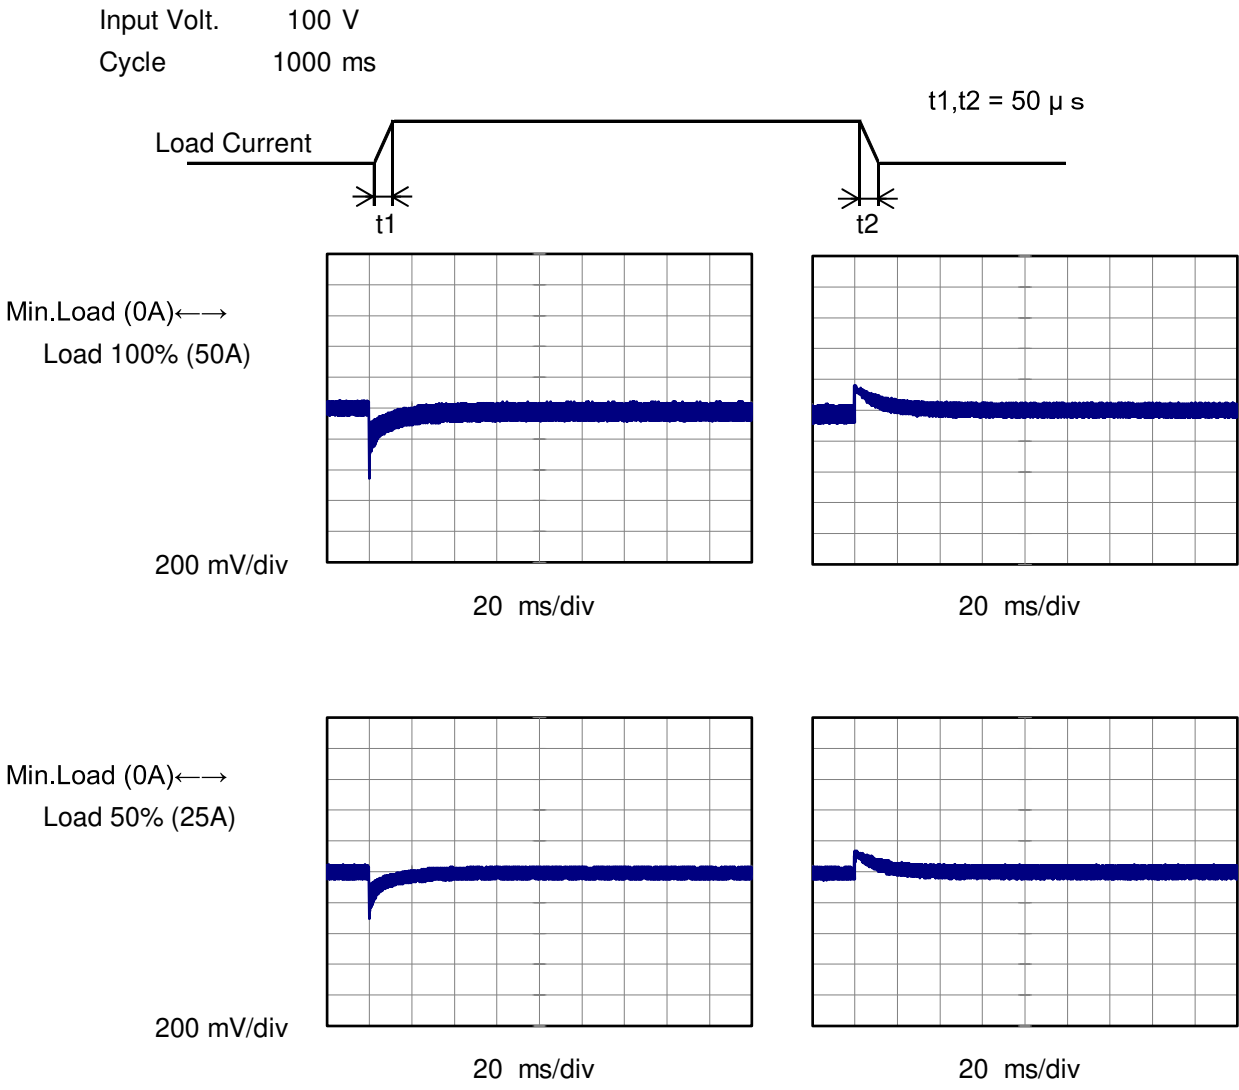 Input Volt. 100 V
Cycle 1000 ms
t1,t2 = 50 μ s
Load Current
t1 t2
Min.Load (0A)←→
Load 100% (50A)
200 mV/div
20 ms/div 20 ms/div
Min.Load (0A)←→
Load 50% (25A)
200 mV/div
20 ms/div 20 ms/div